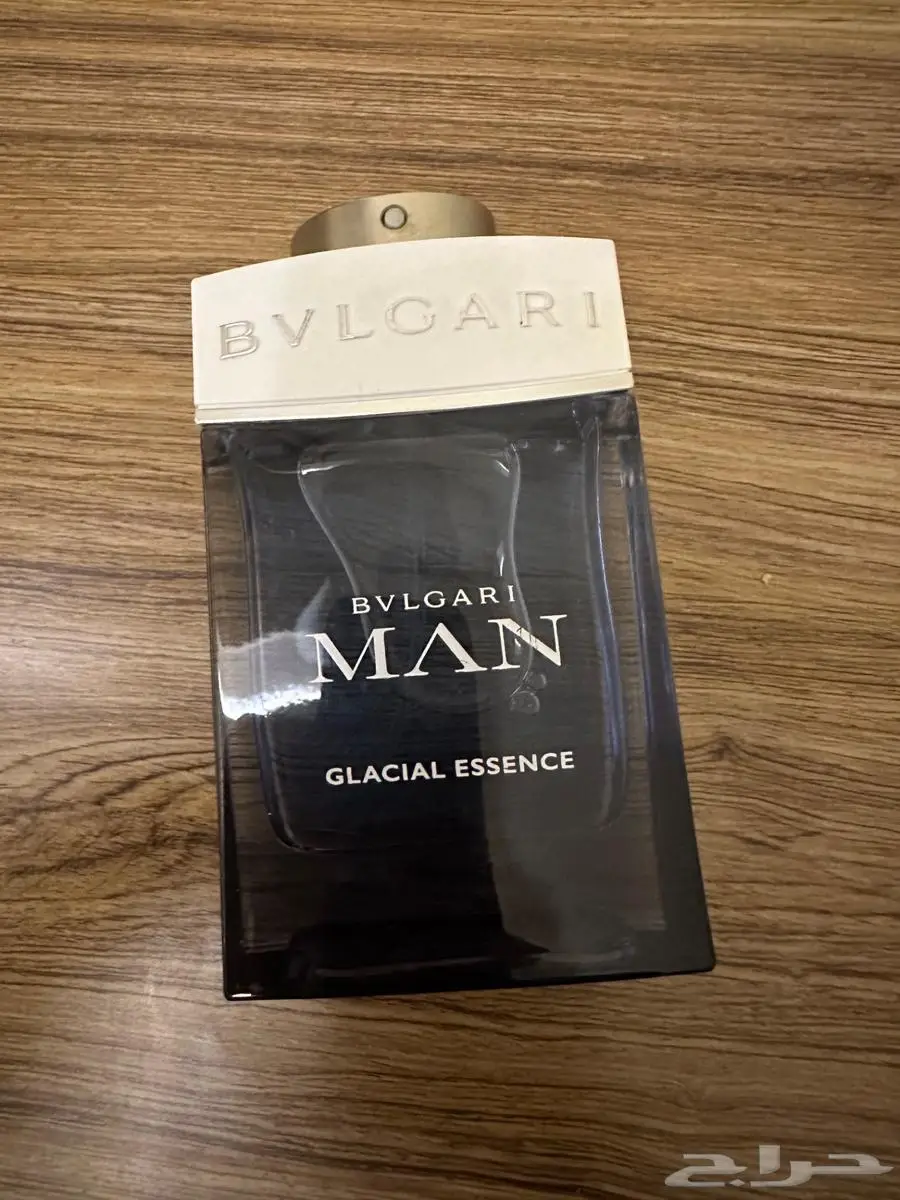 BVLGARI
BVLGARI
MAN
GLACIAL ESSENCE
حراج